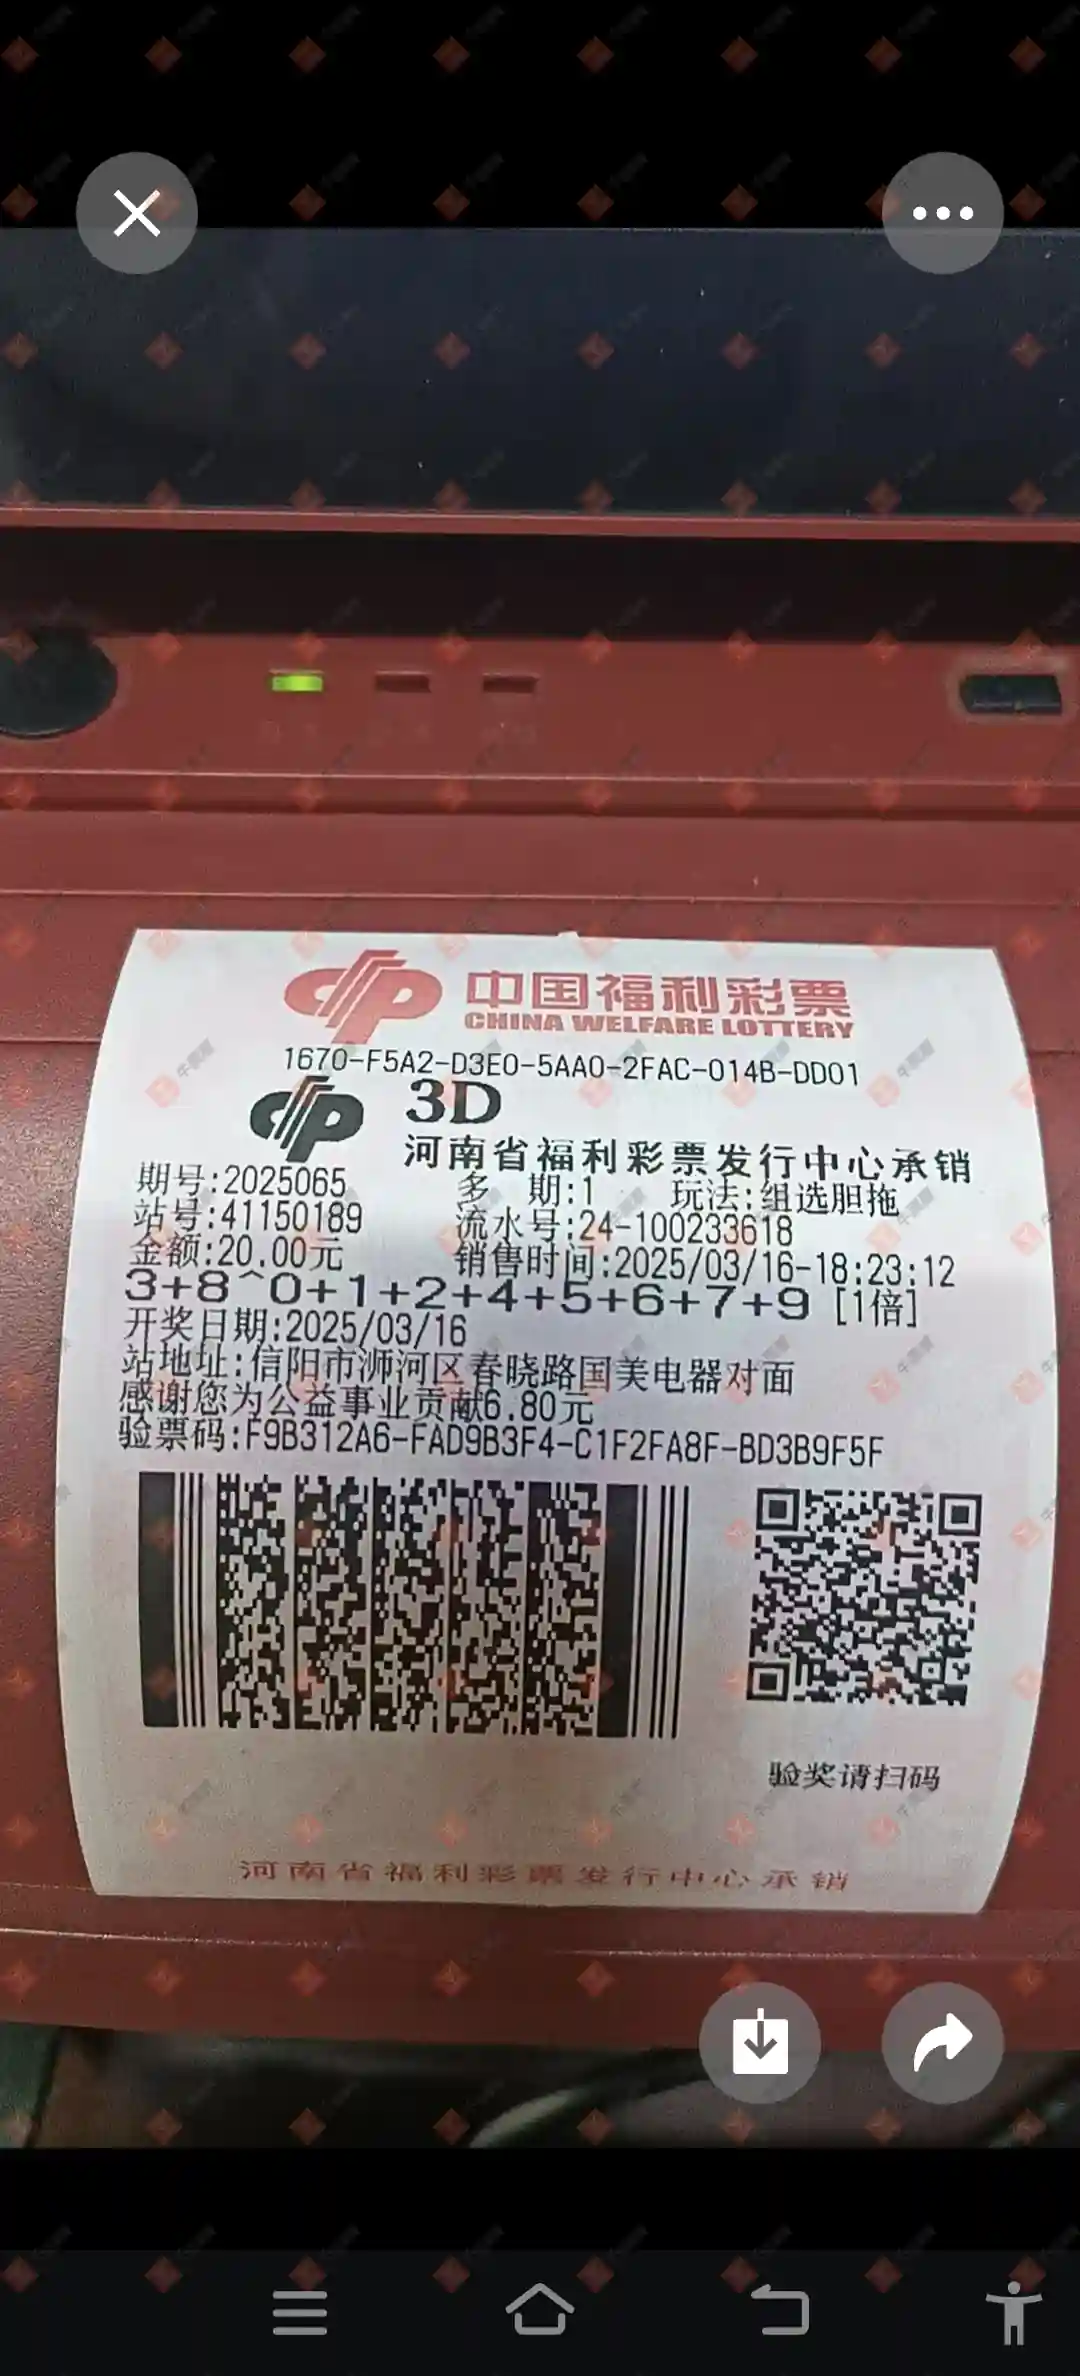 中国福利彩票
CHINA WELFARE LOTTERY
1670-F5A2-D3E0-5AA0-2FAC-014B-DD01
3D
河南省福利彩票发行中心承销
期号:2025065 多 期:1 玩法:组选胆拖
站号:41150189 流水号:24-100233618
金额:20.00元 销售时间:2025/03/16-18:23:12
3+8^0+1+2+4+5+6+7+9 [1倍]
开奖日期:2025/03/16
站地址:信阳市浉河区春晓路国美电器对面
感谢您为公益事业贡献6.80元
验票码:F9B312A6-FAD9B3F4-C1F2FA8F-BD3B9F5F
验奖请扫码
河南省福利彩票发行中心承销